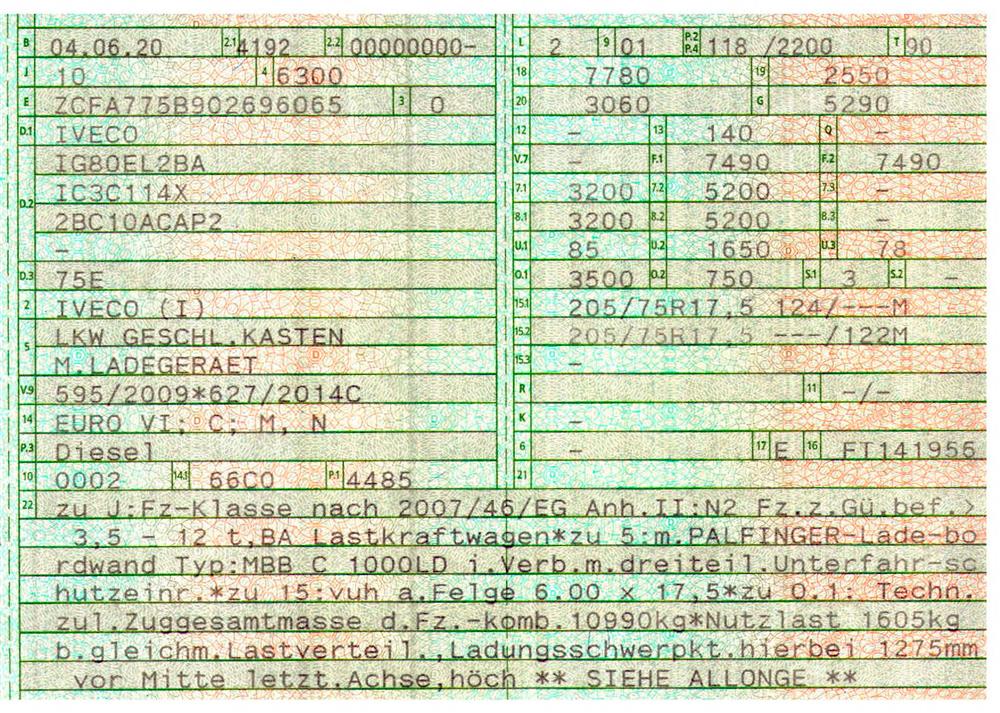 B 04.06.20 2.1 4192 2.2 00000000-
J 10 4 6300
E ZCFA775B902696065 3 0
D.1 IVECO
IG80EL2BA
D.2 IC3C114X
2BC10ACAP2
-
D.3 75E
2 IVECO (I)
5 LKW GESCHL.KASTEN
M.LADEGERAET
V.9 595/2009*627/2014C
14 EURO VI; C; M, N
P.3 Diesel
10 0002 14.1 66C0 P.1 4485
L 2 9 01 P.2 P.4 118 /2200 T 90
18 7780 19 2550
20 3060 G 5290
12 - 13 140 Q -
V.7 - F.1 7490 F.2 7490
7.1 3200 7.2 5200 7.3 -
8.1 3200 8.2 5200 8.3 -
U.1 85 U.2 1650 U.3 78
O.1 3500 O.2 750 S.1 3 S.2 -
15.1 205/75R17,5 124/---M
15.2 205/75R17,5 ---/122M
15.3 -
R 11 -/-
K -
6 - 17 E 16 FT141955
21
22 zu J:Fz-Klasse nach 2007/46/EG Anh.II:N2 Fz.z.Gü.bef.>
3,5 - 12 t,BA Lastkraftwagen*zu 5:m.PALFINGER-Lade-bo
rdwand Typ:MBB C 1000LD i.Verb.m.dreiteil.Unterfahr-sc
hutzeinr.*zu 15:vuh a.Felge 6.00 x 17,5*zu O.1: Techn.
zul.Zuggesamtmasse d.Fz.-komb.10990kg*Nutzlast 1605kg
b.gleichm.Lastverteil.,Ladungsschwerpkt.hierbei 1275mm
vor Mitte letzt.Achse,höch ** SIEHE ALLONGE **